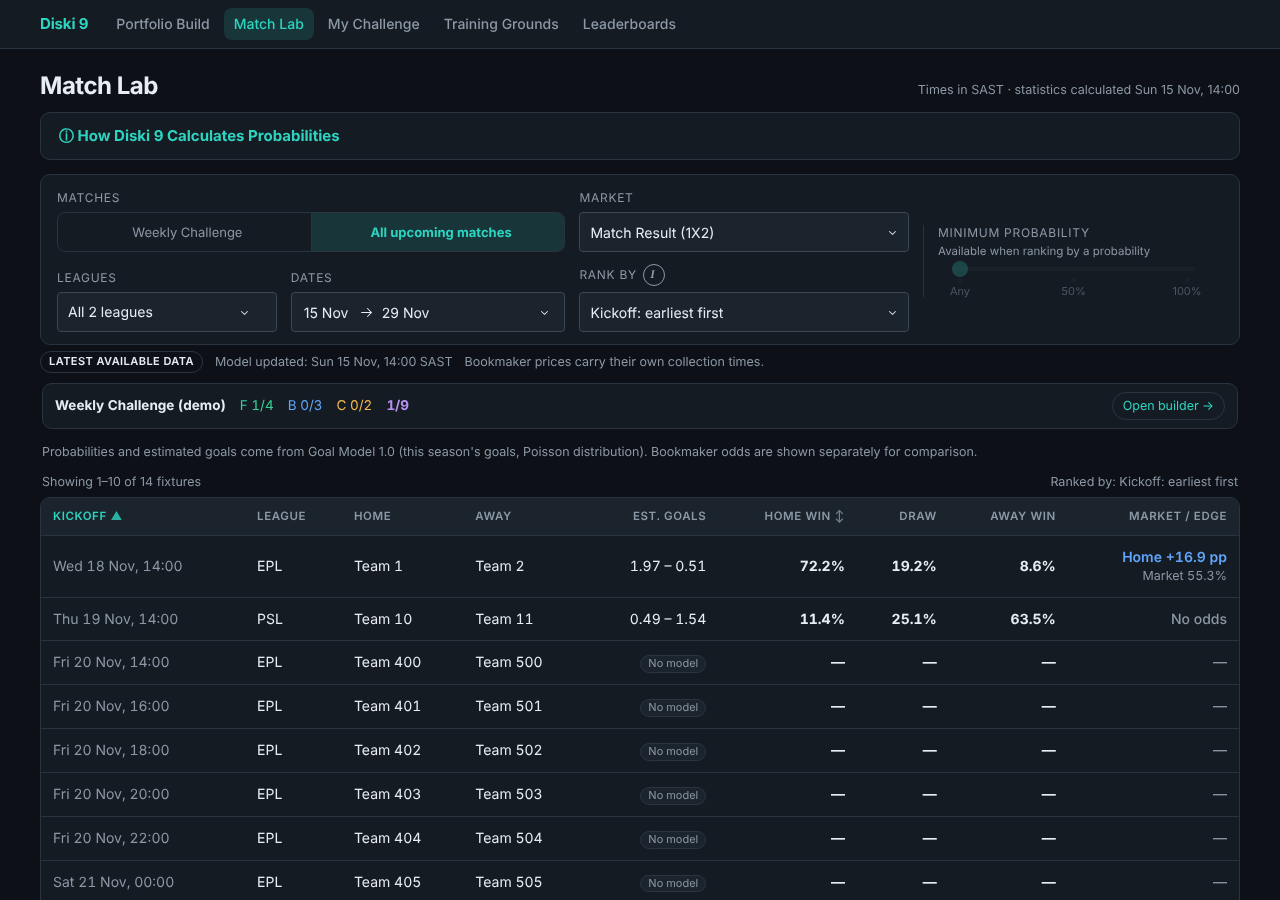 Diski 9 Portfolio Build Match Lab My Challenge Training Grounds Leaderboards
Match Lab
Times in SAST · statistics calculated Sun 15 Nov, 14:00
ⓘ How Diski 9 Calculates Probabilities
MATCHES
Weekly Challenge All upcoming matches
MARKET
Match Result (1X2)
MINIMUM PROBABILITY
Available when ranking by a probability
Any 50% 100%
LEAGUES
All 2 leagues
DATES
15 Nov → 29 Nov
RANK BY i
Kickoff: earliest first
LATEST AVAILABLE DATA Model updated: Sun 15 Nov, 14:00 SAST Bookmaker prices carry their own collection times.
Weekly Challenge (demo) F 1/4 B 0/3 C 0/2 1/9 Open builder →
Probabilities and estimated goals come from Goal Model 1.0 (this season's goals, Poisson distribution). Bookmaker odds are shown separately for comparison.
Showing 1–10 of 14 fixtures Ranked by: Kickoff: earliest first
KICKOFF ▲ LEAGUE HOME AWAY EST. GOALS HOME WIN ↕ DRAW AWAY WIN MARKET / EDGE
Wed 18 Nov, 14:00 EPL Team 1 Team 2 1.97 – 0.51 72.2% 19.2% 8.6% Home +16.9 pp
Market 55.3%
Thu 19 Nov, 14:00 PSL Team 10 Team 11 0.49 – 1.54 11.4% 25.1% 63.5% No odds
Fri 20 Nov, 14:00 EPL Team 400 Team 500 No model — — — —
Fri 20 Nov, 16:00 EPL Team 401 Team 501 No model — — — —
Fri 20 Nov, 18:00 EPL Team 402 Team 502 No model — — — —
Fri 20 Nov, 20:00 EPL Team 403 Team 503 No model — — — —
Fri 20 Nov, 22:00 EPL Team 404 Team 504 No model — — — —
Sat 21 Nov, 00:00 EPL Team 405 Team 505 No model — — — —